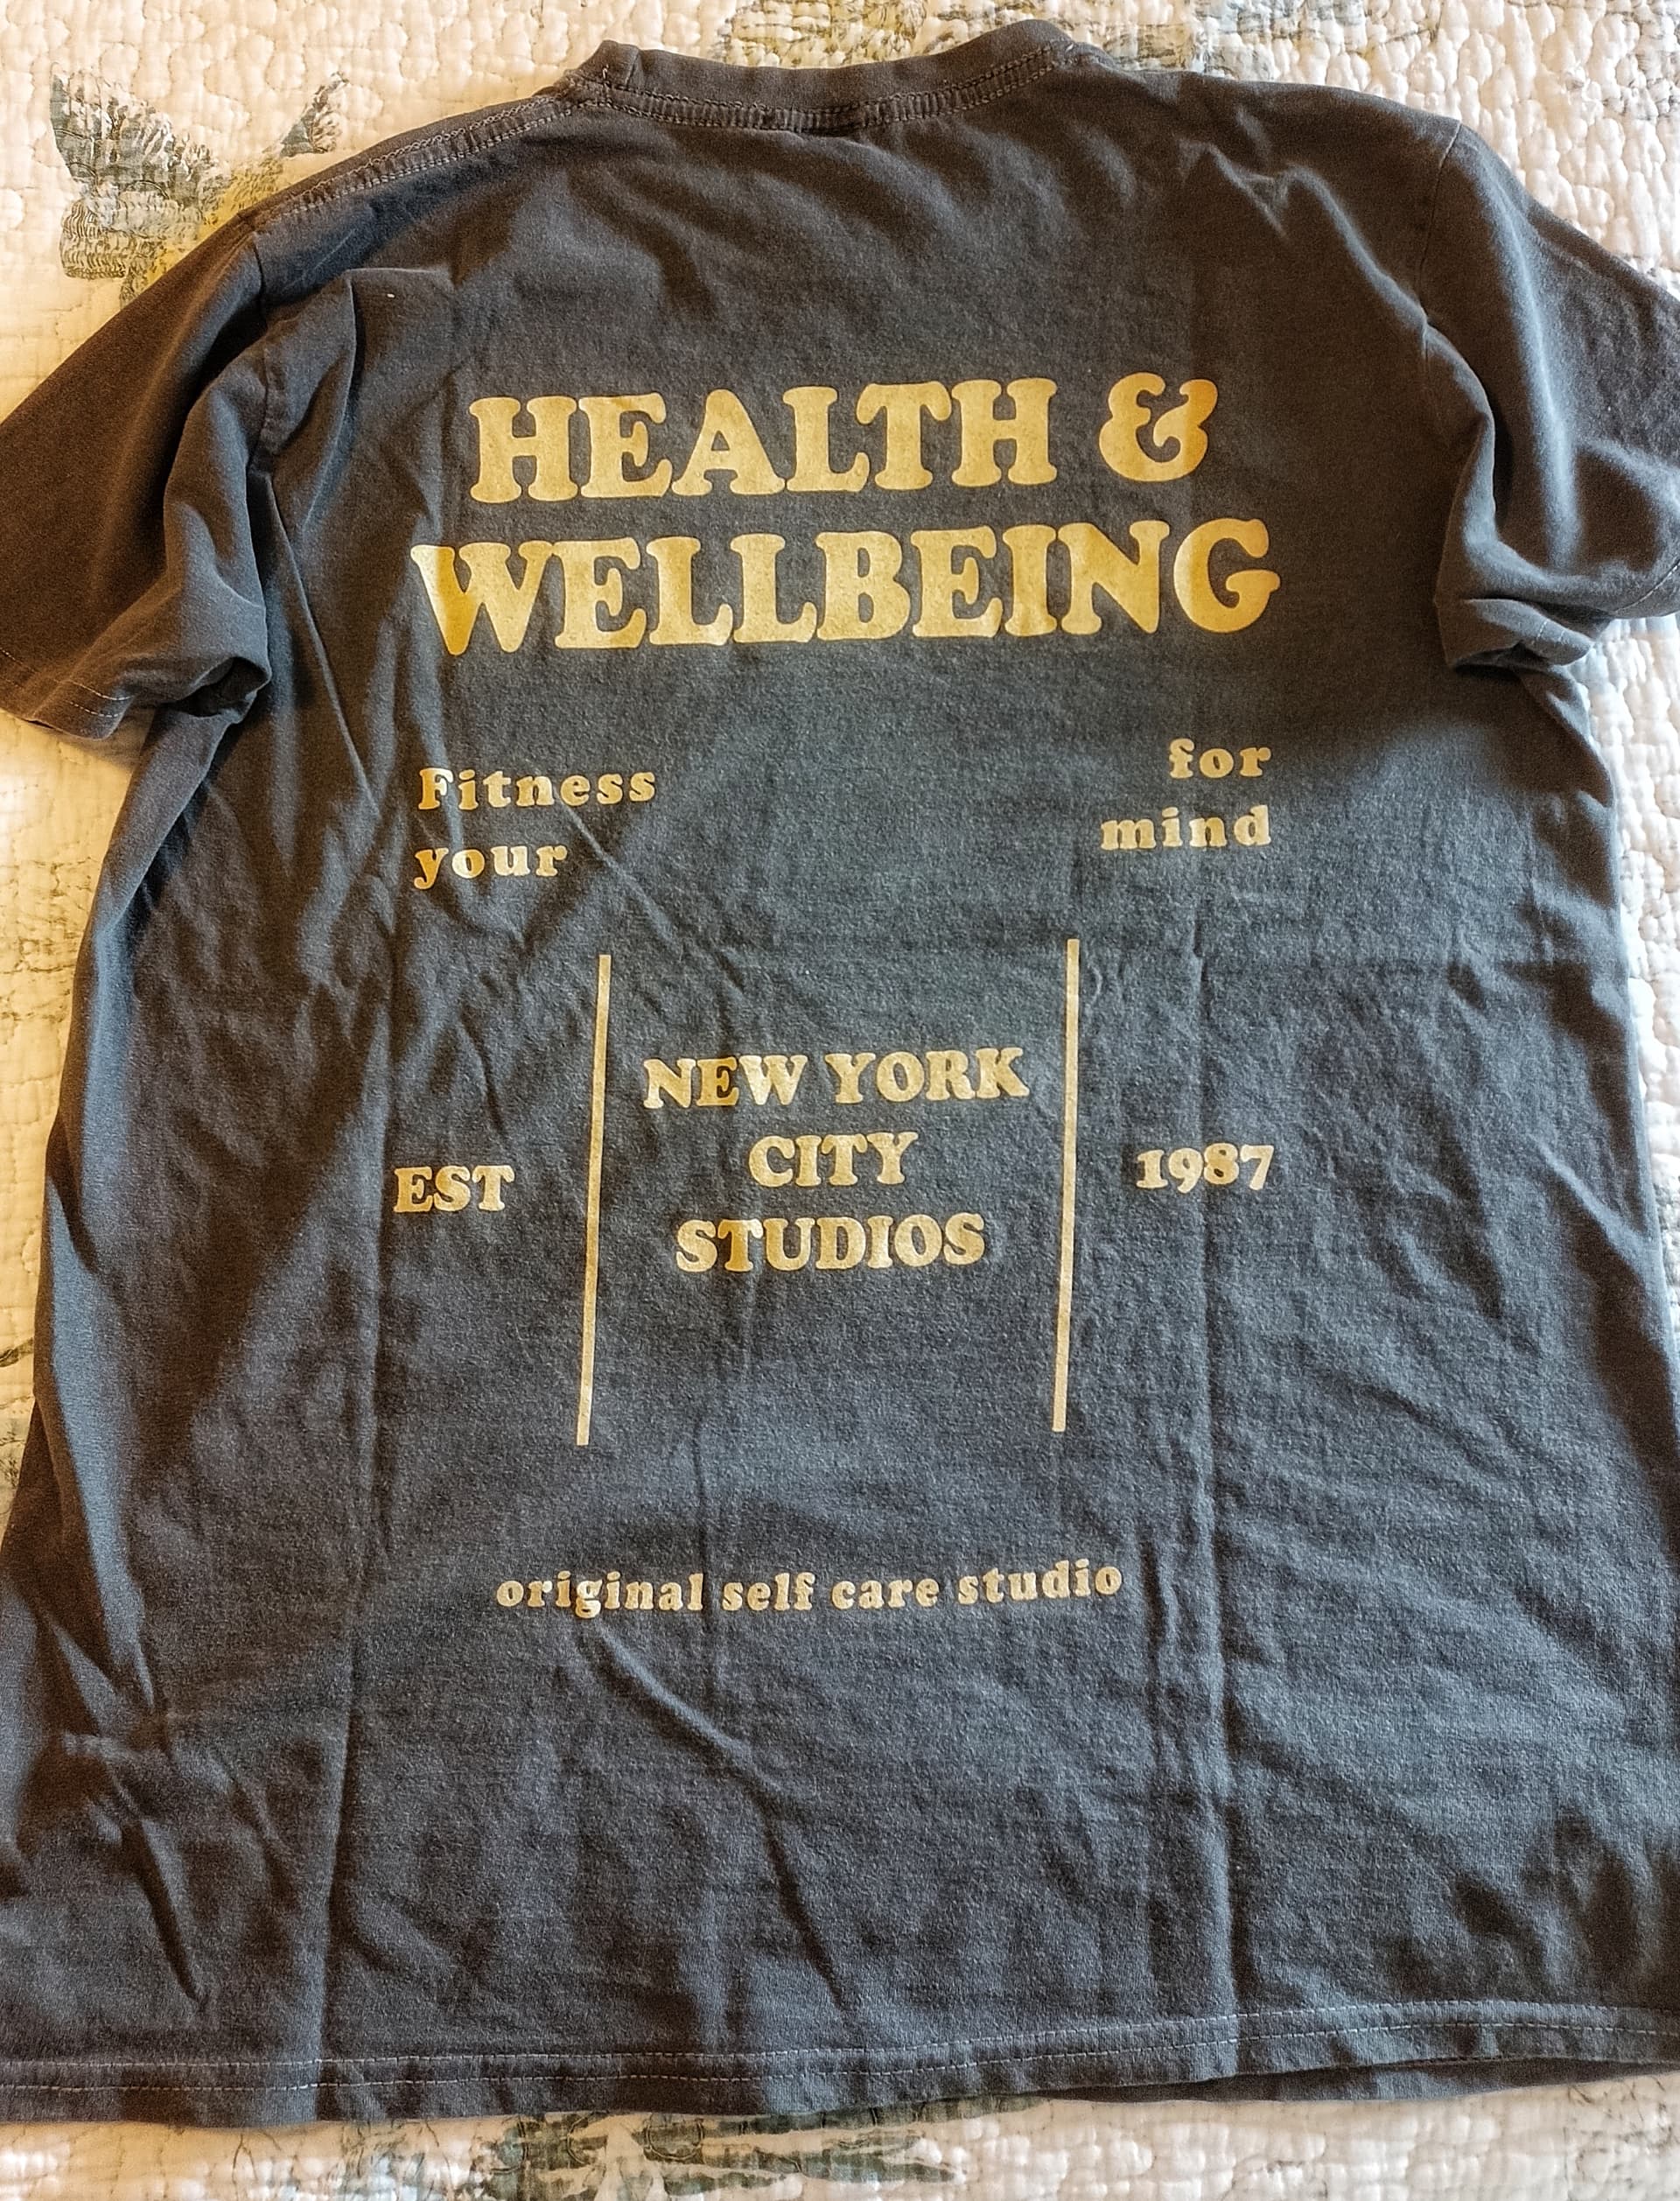 HEALTH &
WELLBEING
Fitness for
your mind
NEW YORK
EST CITY 1987
STUDIOS
original self care studio